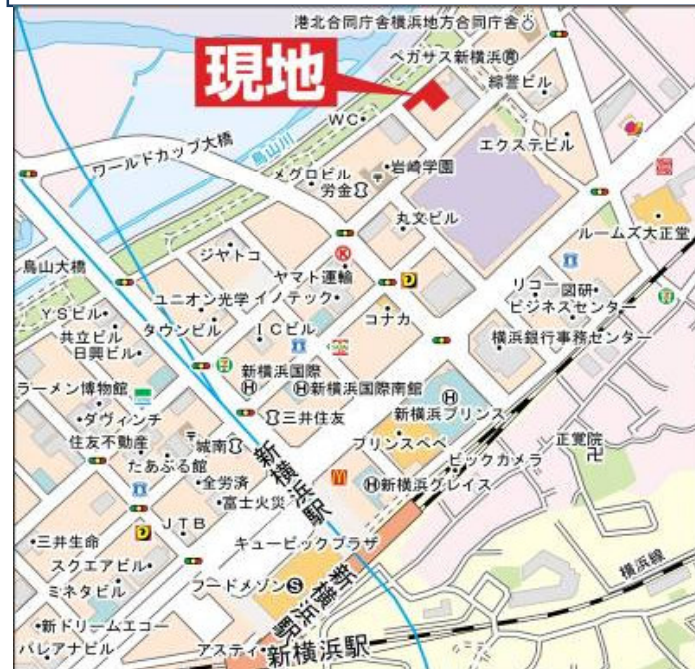 港北合同庁舎横浜地方合同庁舎
ペガサス新横浜
現地
綜警ビル
WC
鳥山川
ワールドカップ大橋
メグロビル
岩崎学園
エクステビル
労金
丸文ビル
ルームズ大正堂
鳥山大橋
ジヤトコ
ヤマト運輸
リコー
図研
ビジネスセンター
YSビル
ユニオン光学
イノテック
共立ビル
タウンビル
ICビル
コナカ
横浜銀行事務センター
日興ビル
新横浜国際
ラーメン博物館
新横浜国際南館
ダヴィンチ
三井住友
新横浜プリンス
住友不動産
城南
プリンスペペ
正覚院
たあぶる館
新横浜駅
ビックカメラ
全労済
新横浜グレイス
富士火災
JTB
キュービックプラザ
三井生命
スクエアビル
横浜線
ミネタビル
フードメゾン
新横浜駅
新ドリームエコー
アスティ
新横浜駅
パレアナビル